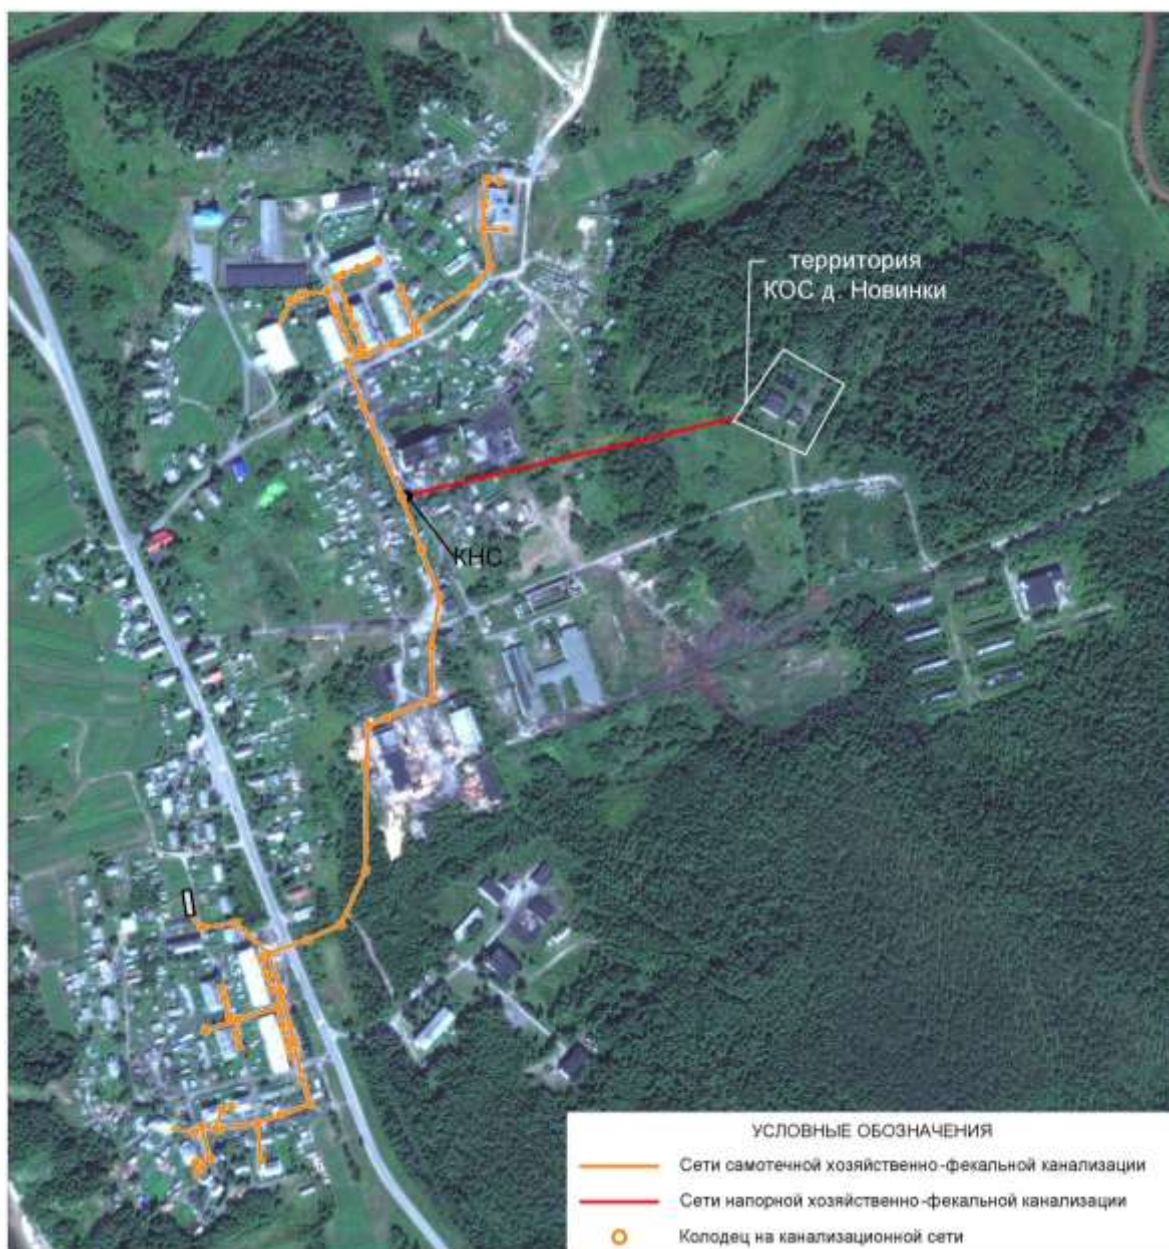 территория
КОС д. Новинки
КНС
УСЛОВНЫЕ ОБОЗНАЧЕНИЯ
Сети самотечной хозяйственно-фекальной канализации
Сети напорной хозяйственно-фекальной канализации
Колодец на канализационной сети